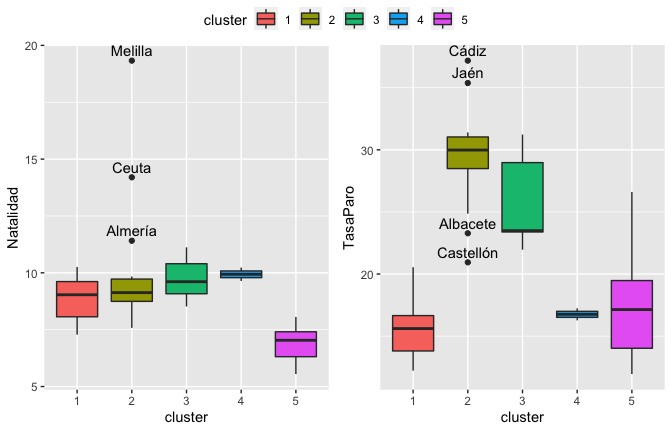 cluster 1 2 3 4 5
Natalidad
20
15
10
5
Melilla
Ceuta
Almería
1 2 3 4 5
cluster
TasaParo
30
20
Cádiz
Jaén
Albacete
Castellón
1 2 3 4 5
cluster